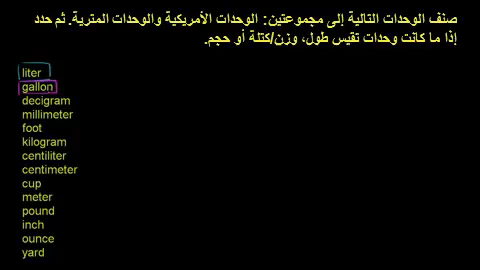 صنف الوحدات التالية إلى مجموعتين: الوحدات الأمريكية والوحدات المترية. ثم حدد
إذا ما كانت وحدات تقيس طول، وزن/كتلة أو حجم.
liter
gallon
decigram
millimeter
foot
kilogram
centiliter
centimeter
cup
meter
pound
inch
ounce
yard